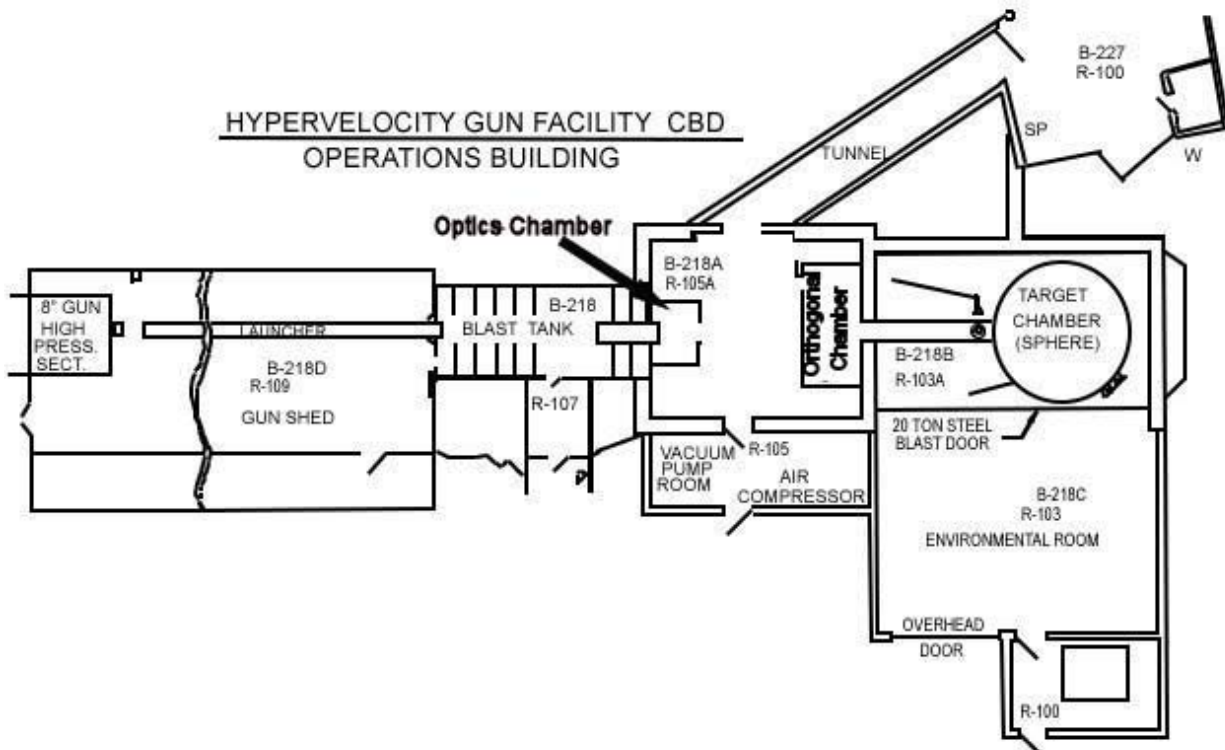 HYPERVELOCITY GUN FACILITY CBD
OPERATIONS BUILDING
B-227
R-100
SP
W
TUNNEL
Optics Chamber
B-218A
R-105A
8" GUN
HIGH
PRESS.
SECT.
LAUNCHER
B-218D
R-109
GUN SHED
B-218
BLAST TANK
R-107
Orthogonal
Chamber
TARGET
CHAMBER
(SPHERE)
B-218B
R-103A
20 TON STEEL
BLAST DOOR
R-105
VACUUM
PUMP
ROOM
AIR
COMPRESSOR
B-218C
R-103
ENVIRONMENTAL ROOM
OVERHEAD
DOOR
R-100